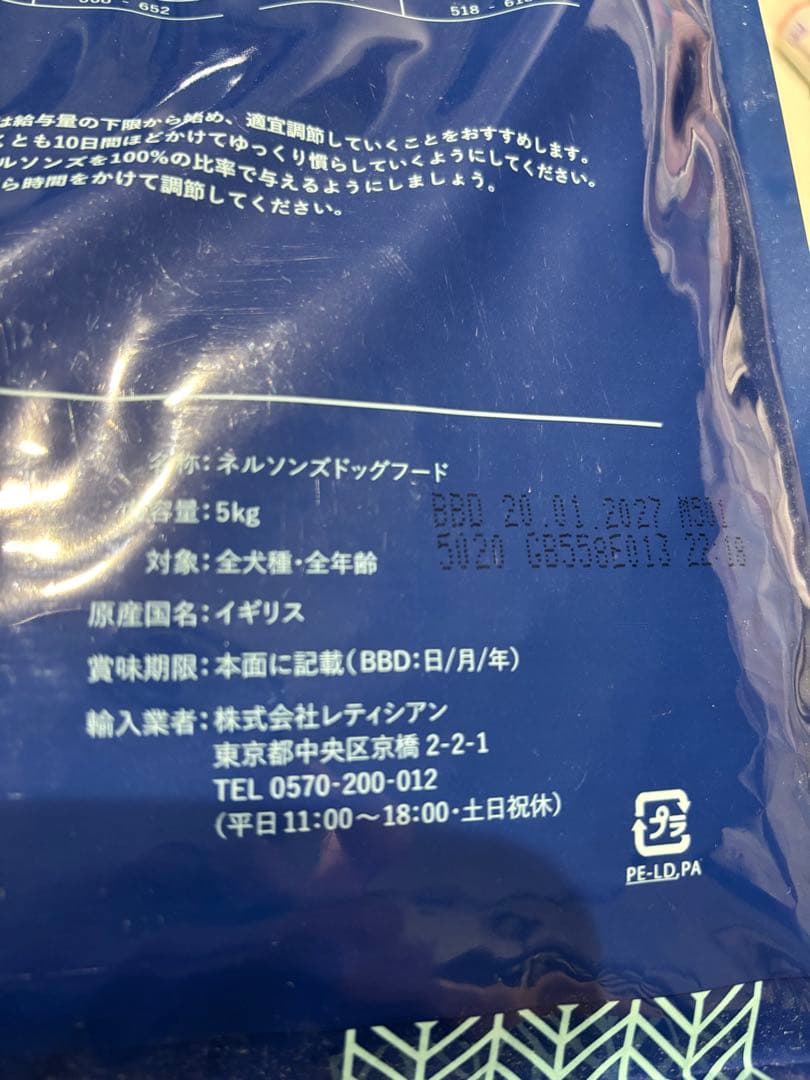 - 652
518 - 618
は給与量の下限から始め、適宜調節していくことをおすすめします。
くとも10日間ほどかけてゆっくり慣らしていくようにしてください。
ルソンズを100%の比率で与えるようにしましょう。
ら時間をかけて調節してください。
名称：ネルソンズドッグフード
内容量：5kg
BBD 20.01.2027
5020 GB558E013 22:18
対象：全犬種・全年齢
原産国名：イギリス
賞味期限：本面に記載（BBD：日/月/年）
輸入業者：株式会社レティシアン
東京都中央区京橋 2-2-1
TEL 0570-200-012
（平日 11：00～18：00・土日祝休）
プラ
PE-LD,PA